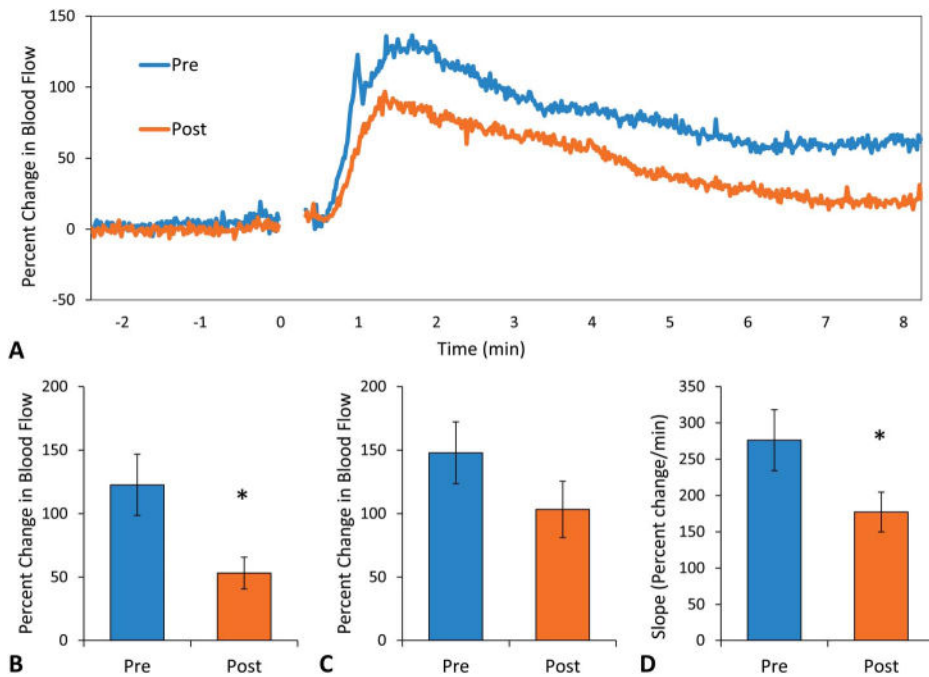 150
100
50
0
-50
Percent Change in Blood Flow
Pre
Post
-2 -1 0 1 2 3 4 5 6 7 8
Time (min)
A
200
150
100
50
0
Percent Change in Blood Flow
*
Pre Post
B
200
150
100
50
0
Percent Change in Blood Flow
Pre Post
C
350
300
250
200
150
100
50
0
Slope (Percent change/min)
*
Pre Post
D